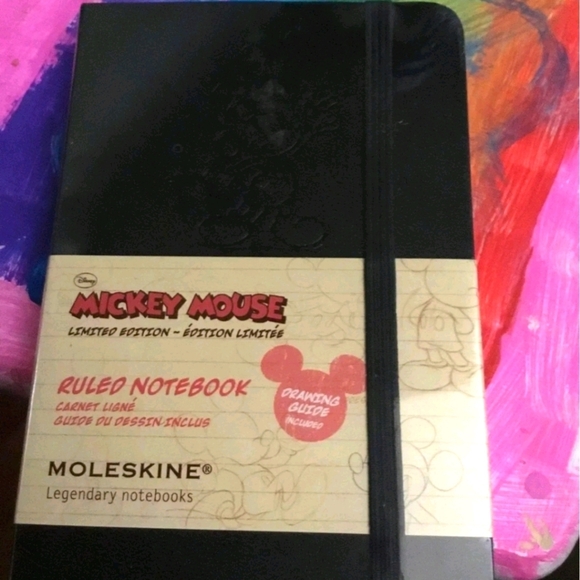 Disney
MICKEY MOUSE
LIMITED EDITION – ÉDITION LIMITÉE
RULED NOTEBOOK
CARNET LIGNÉ
GUIDE DU DESSIN INCLUS
DRAWING
GUIDE
INCLUDED
MOLESKINE®
Legendary notebooks